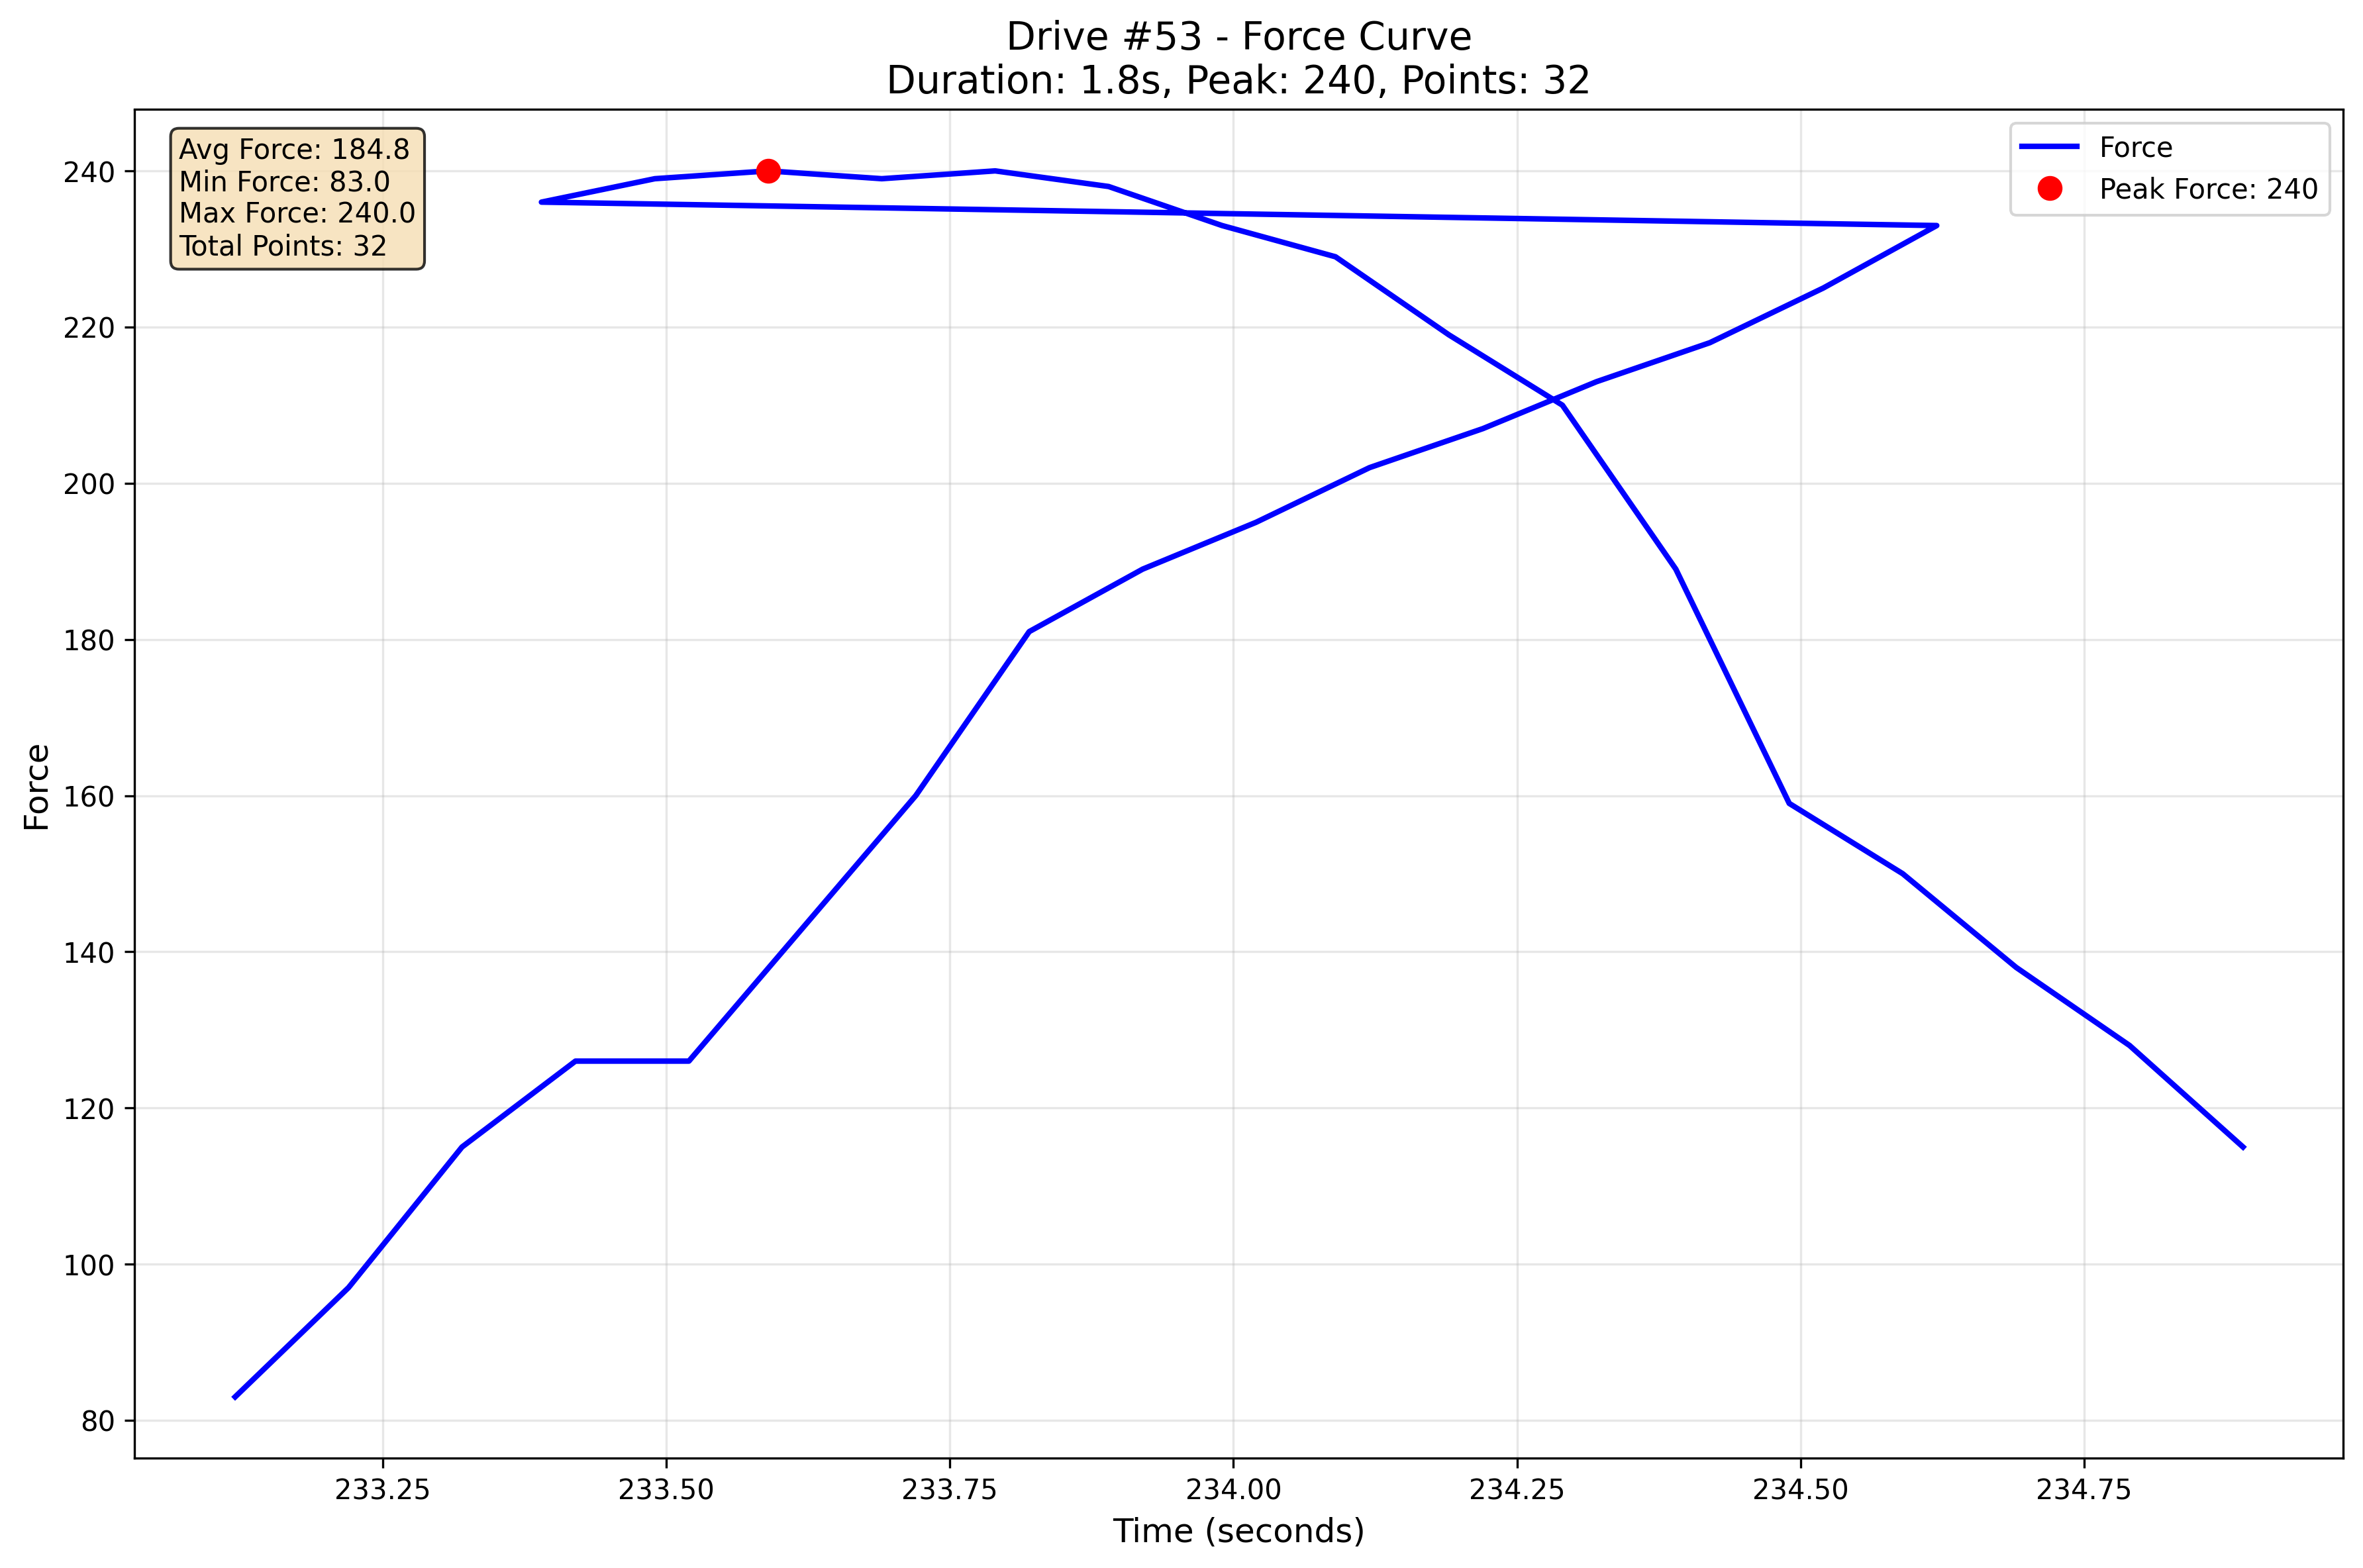 Drive #53 - Force Curve
Duration: 1.8s, Peak: 240, Points: 32
Avg Force: 184.8
Min Force: 83.0
Max Force: 240.0
Total Points: 32
Force
Peak Force: 240
240
220
200
180
160
140
120
100
80
Force
233.25
233.50
233.75
234.00
234.25
234.50
234.75
Time (seconds)